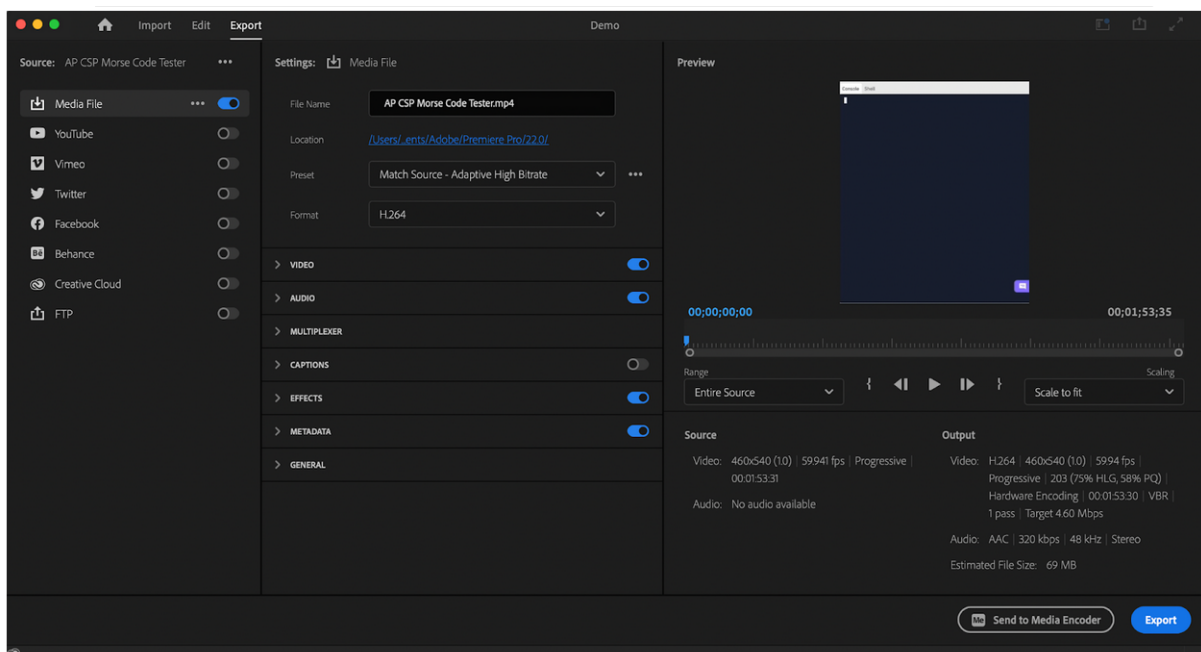 Import Edit Export Demo
Source: AP CSP Morse Code Tester
Media File
YouTube
Vimeo
Twitter
Facebook
Behance
Creative Cloud
FTP
Settings: Media File
File Name AP CSP Morse Code Tester.mp4
Location /Users/...ents/Adobe/Premiere Pro/22.0/
Preset Match Source - Adaptive High Bitrate
Format H.264
VIDEO
AUDIO
MULTIPLEXER
CAPTIONS
EFFECTS
METADATA
GENERAL
Preview
Console Shell
00;00;00;00 00;01;53;35
Range Scaling
Entire Source Scale to fit
Source
Video: 460x540 (1.0) | 59.941 fps | Progressive |
00:01:53:31
Audio: No audio available
Output
Video: H.264 | 460x540 (1.0) | 59.94 fps |
Progressive | 203 (75% HLG, 58% PQ) |
Hardware Encoding | 00:01:53:30 | VBR |
1 pass | Target 4.60 Mbps
Audio: AAC | 320 kbps | 48 kHz | Stereo
Estimated File Size: 69 MB
Me Send to Media Encoder Export